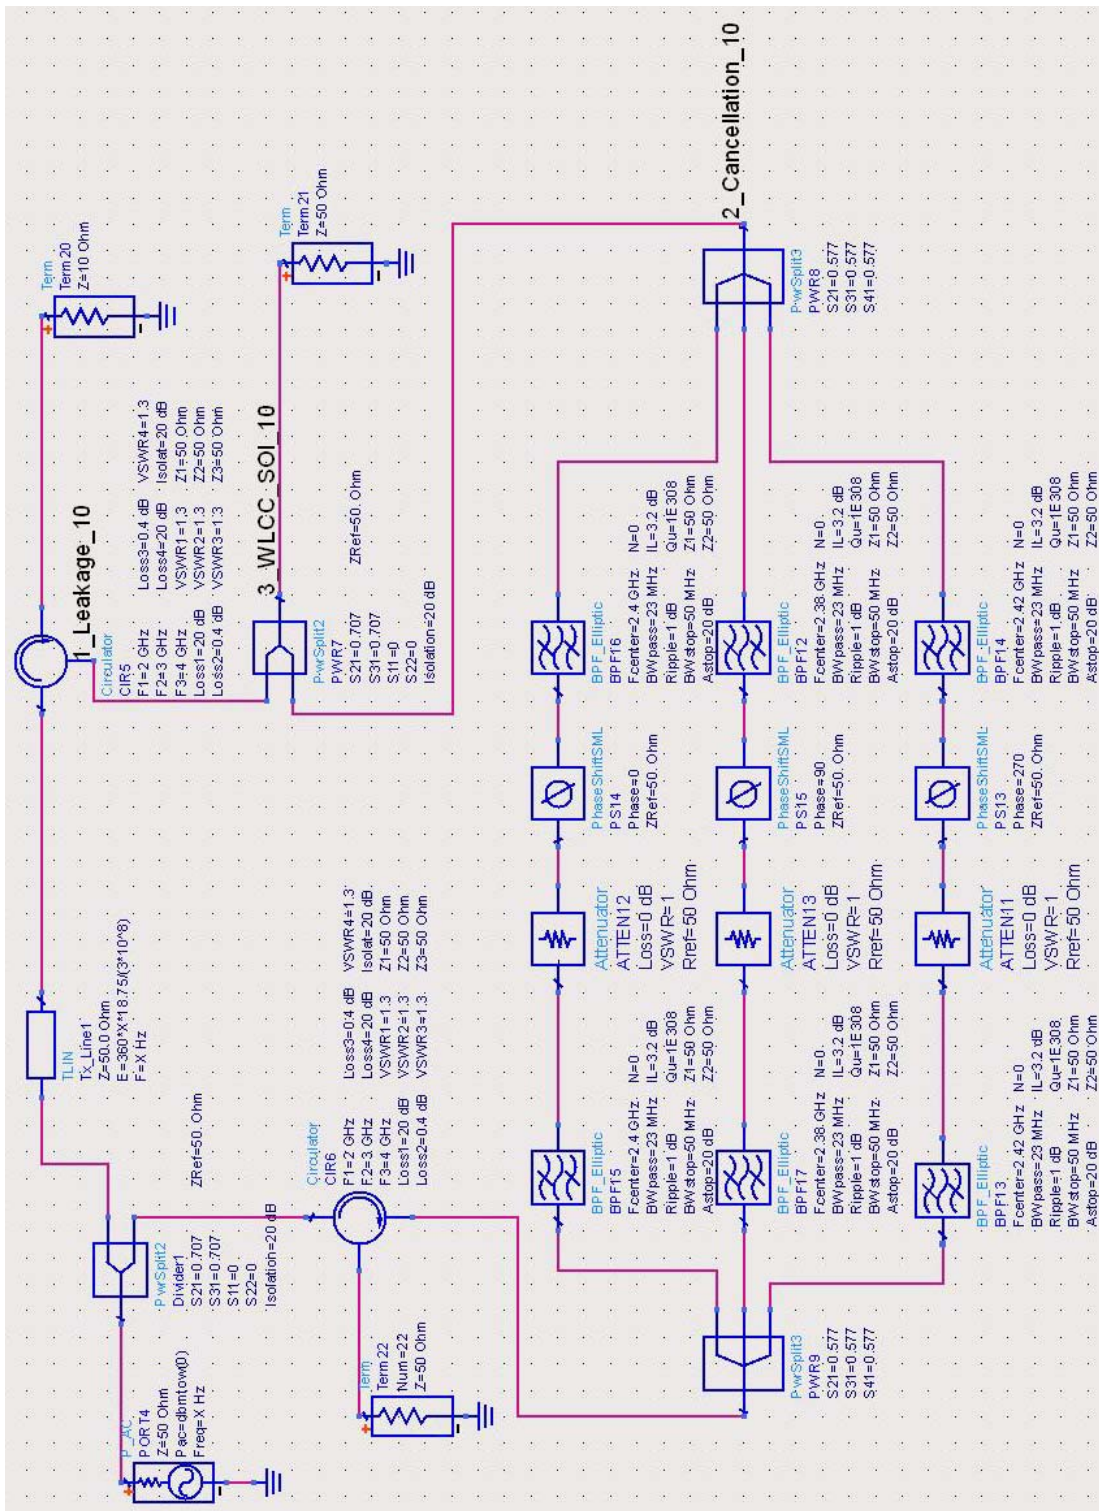 P_AC
PORT4
Z=50 Ohm
Pac=dbmtow(0)
Freq=X Hz
PwrSplit2
Divider1
S21=0.707
S31=0.707
S11=0
S22=0
Isolation=20 dB
ZRef=50. Ohm
TLIN
Tx_Line1
Z=50.0 Ohm
E=360*X*18.75/(3*10^8)
F=X Hz
1_Leakage_10
Circulator
CIR5
F1=2 GHz
F2=3 GHz
F3=4 GHz
Loss1=20 dB
Loss2=0.4 dB
Loss3=0.4 dB
Loss4=20 dB
VSWR1=1.3
VSWR2=1.3
VSWR3=1.3
VSWR4=1.3
Isolat=20 dB
Z1=50 Ohm
Z2=50 Ohm
Z3=50 Ohm
Term
Term20
Z=10 Ohm
Term
Term22
Num=22
Z=50 Ohm
Circulator
CIR6
F1=2 GHz
F2=3 GHz
F3=4 GHz
Loss1=20 dB
Loss2=0.4 dB
Loss3=0.4 dB
Loss4=20 dB
VSWR1=1.3
VSWR2=1.3
VSWR3=1.3
VSWR4=1.3
Isolat=20 dB
Z1=50 Ohm
Z2=50 Ohm
Z3=50 Ohm
3_WLCC_SOI_10
PwrSplit2
PWR7
S21=0.707
S31=0.707
S11=0
S22=0
Isolation=20 dB
ZRef=50. Ohm
Term
Term21
Z=50 Ohm
PwrSplit3
PWR9
S21=0.577
S31=0.577
S41=0.577
BPF_Elliptic
BPF15
Fcenter=2.4 GHz
BWpass=23 MHz
Ripple=1 dB
BWstop=50 MHz
Astop=20 dB
N=0
IL=3.2 dB
Qu=1E308
Z1=50 Ohm
Z2=50 Ohm
Attenuator
ATTEN12
Loss=0 dB
VSWR=1
Rref=50 Ohm
PhaseShiftSML
PS14
Phase=0
ZRef=50. Ohm
BPF_Elliptic
BPF16
Fcenter=2.4 GHz
BWpass=23 MHz
Ripple=1 dB
BWstop=50 MHz
Astop=20 dB
N=0
IL=3.2 dB
Qu=1E308
Z1=50 Ohm
Z2=50 Ohm
BPF_Elliptic
BPF17
Fcenter=2.38 GHz
BWpass=23 MHz
Ripple=1 dB
BWstop=50 MHz
Astop=20 dB
N=0
IL=3.2 dB
Qu=1E308
Z1=50 Ohm
Z2=50 Ohm
Attenuator
ATTEN13
Loss=0 dB
VSWR=1
Rref=50 Ohm
PhaseShiftSML
PS15
Phase=90
ZRef=50. Ohm
BPF_Elliptic
BPF12
Fcenter=2.38 GHz
BWpass=23 MHz
Ripple=1 dB
BWstop=50 MHz
Astop=20 dB
N=0
IL=3.2 dB
Qu=1E308
Z1=50 Ohm
Z2=50 Ohm
BPF_Elliptic
BPF13
Fcenter=2.42 GHz
BWpass=23 MHz
Ripple=1 dB
BWstop=50 MHz
Astop=20 dB
N=0
IL=3.2 dB
Qu=1E308
Z1=50 Ohm
Z2=50 Ohm
Attenuator
ATTEN11
Loss=0 dB
VSWR=1
Rref=50 Ohm
PhaseShiftSML
PS13
Phase=270
ZRef=50. Ohm
BPF_Elliptic
BPF14
Fcenter=2.42 GHz
BWpass=23 MHz
Ripple=1 dB
BWstop=50 MHz
Astop=20 dB
N=0
IL=3.2 dB
Qu=1E308
Z1=50 Ohm
Z2=50 Ohm
2_Cancellation_10
PwrSplit3
PWR8
S21=0.577
S31=0.577
S41=0.577